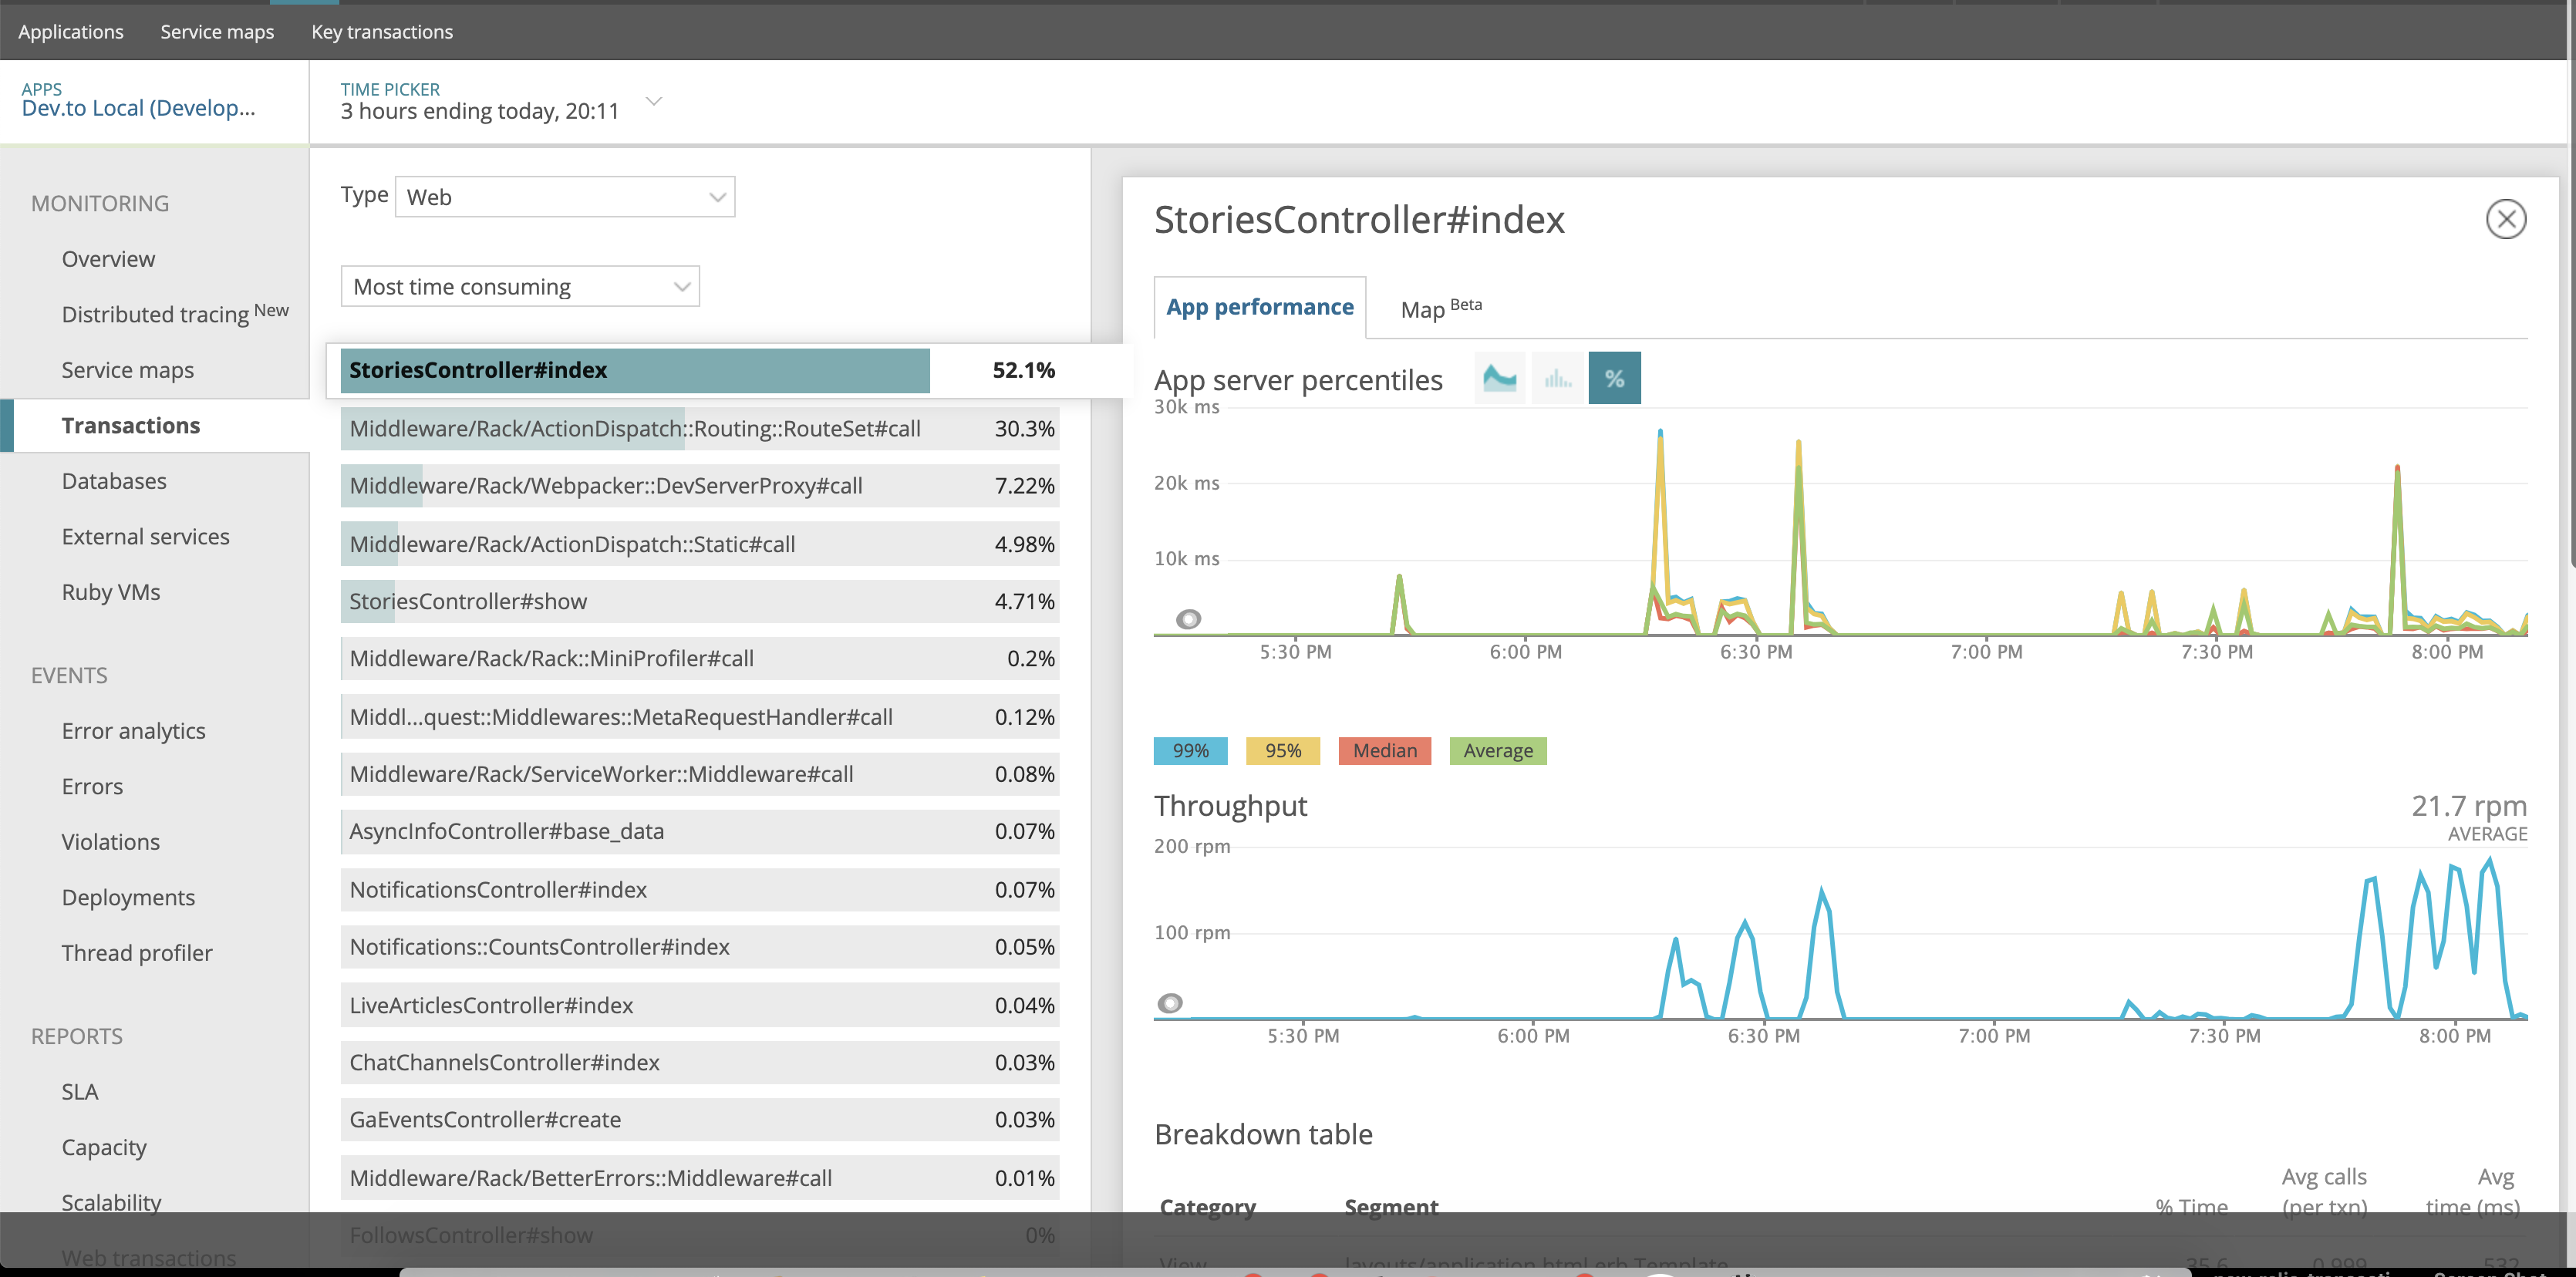 Applications Service maps Key transactions
APPS
Dev.to Local (Develop...
TIME PICKER
3 hours ending today, 20:11
MONITORING
Overview
Distributed tracing New
Service maps
Transactions
Databases
External services
Ruby VMs
EVENTS
Error analytics
Errors
Violations
Deployments
Thread profiler
REPORTS
SLA
Capacity
Scalability
Web transactions
Type Web
Most time consuming
StoriesController#index 52.1%
Middleware/Rack/ActionDispatch::Routing::RouteSet#call 30.3%
Middleware/Rack/Webpacker::DevServerProxy#call 7.22%
Middleware/Rack/ActionDispatch::Static#call 4.98%
StoriesController#show 4.71%
Middleware/Rack/Rack::MiniProfiler#call 0.2%
Middl...quest::Middlewares::MetaRequestHandler#call 0.12%
Middleware/Rack/ServiceWorker::Middleware#call 0.08%
AsyncInfoController#base_data 0.07%
NotificationsController#index 0.07%
Notifications::CountsController#index 0.05%
LiveArticlesController#index 0.04%
ChatChannelsController#index 0.03%
GaEventsController#create 0.03%
Middleware/Rack/BetterErrors::Middleware#call 0.01%
FollowsController#show 0%
StoriesController#index
App performance Map Beta
App server percentiles %
30k ms
20k ms
10k ms
5:30 PM 6:00 PM 6:30 PM 7:00 PM 7:30 PM 8:00 PM
99% 95% Median Average
Throughput 21.7 rpm
AVERAGE
200 rpm
100 rpm
5:30 PM 6:00 PM 6:30 PM 7:00 PM 7:30 PM 8:00 PM
Breakdown table
Category Segment % Time Avg calls (per txn) Avg time (ms)
View layouts/application.html.erb Template 35.6 0.999 532